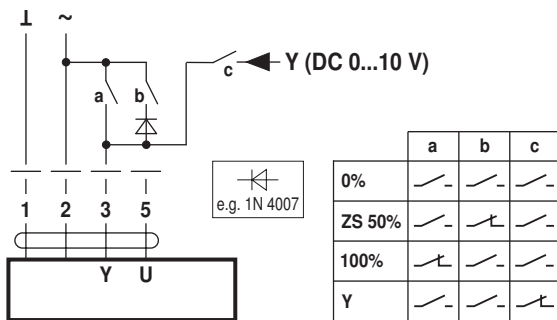 ⊥ ~
c Y (DC 0...10 V)
a b
e.g. 1N 4007
1 2 3 5
Y U
a b c
0%
ZS 50%
100%
Y